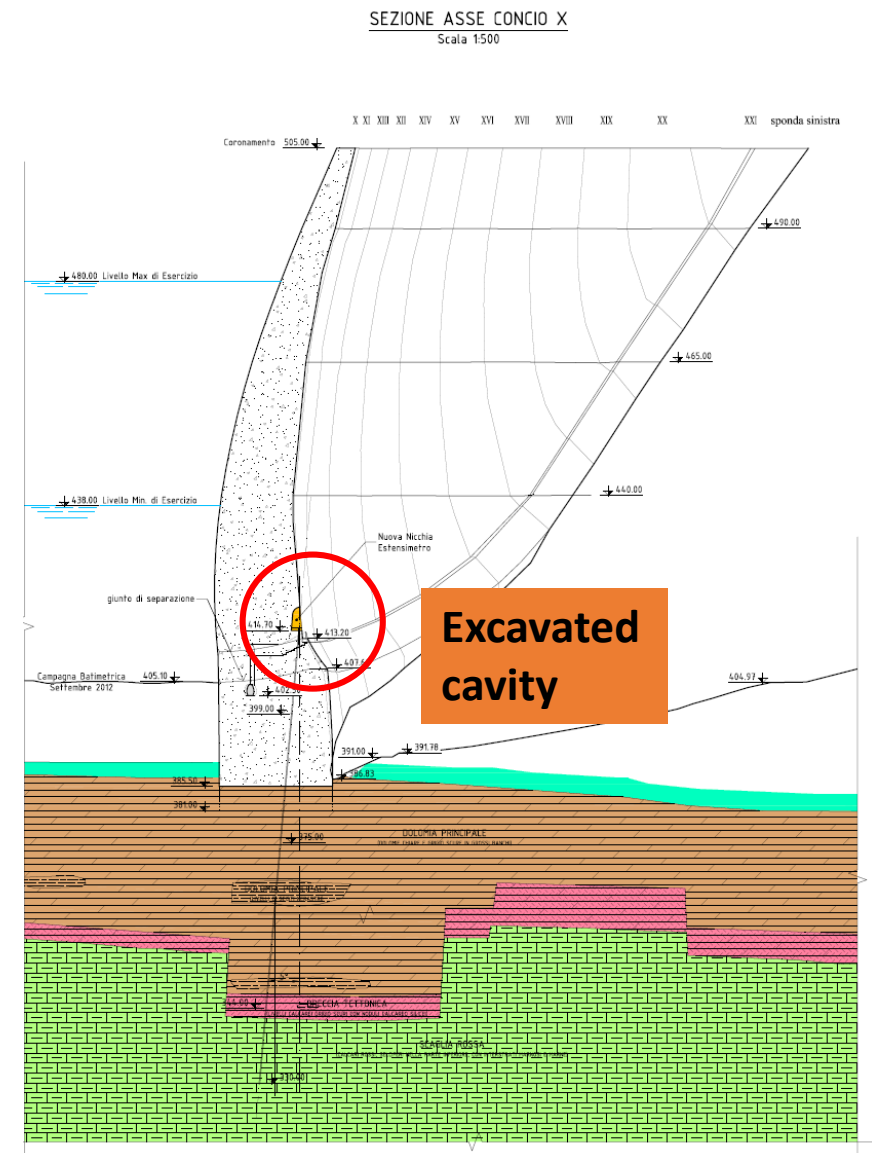 SEZIONE ASSE CONCIO X
Scala 1:500
X XI XIII XII XIV XV XVI XVII XVIII XIX XX XXI sponda sinistra
Coronamento 505.00
490.00
480.00 Livello Max di Esercizio
465.00
440.00
438.00 Livello Min. di Esercizio
Nuova Nicchia
Estensimetro
giunto di separazione
414.70
413.20
Excavated
cavity
407.6
Campagna Batimetrica
Settembre 2012
405.10
404.97
399.00
391.00
391.78
386.83
385.50
381.00
375.00
DOLOMIA PRINCIPALE
BRECCIA TETTONICA
SCAGLIA ROSSA
330.00